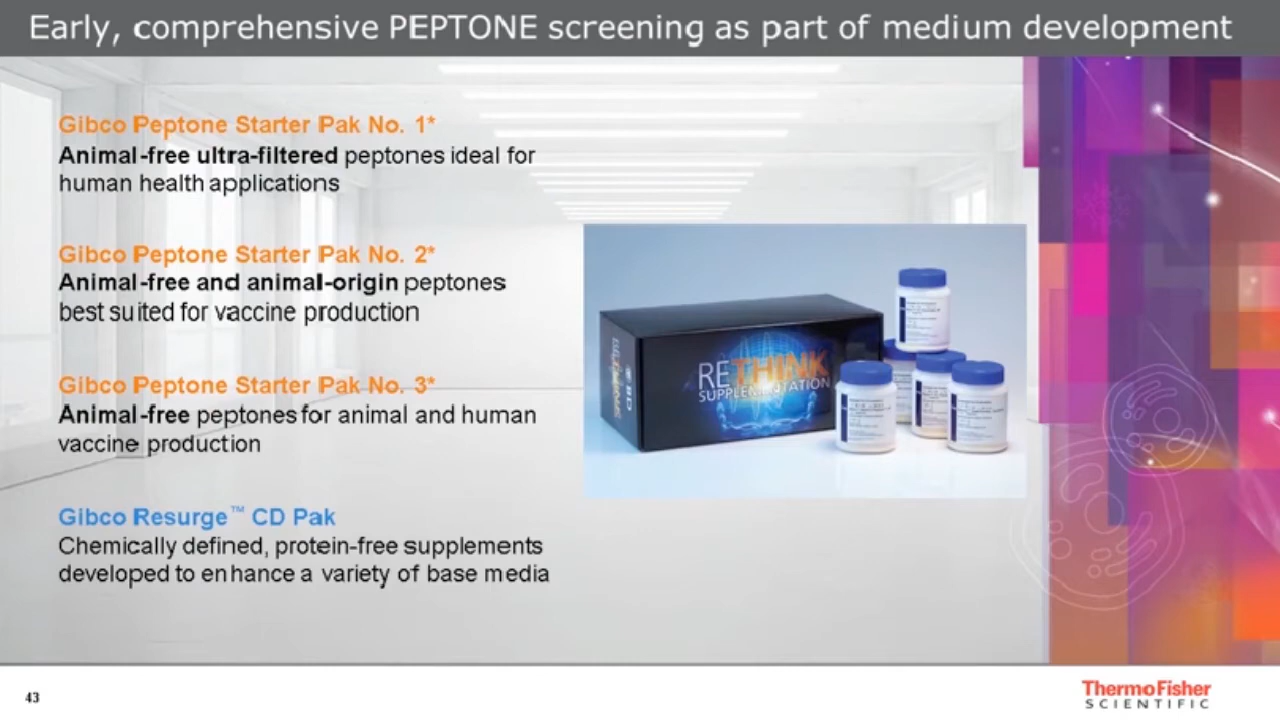 Early, comprehensive PEPTONE screening as part of medium development
Gibco Peptone Starter Pak No. 1*
Animal-free ultra-filtered peptones ideal for
human health applications
Gibco Peptone Starter Pak No. 2*
Animal-free and animal-origin peptones
best suited for vaccine production
Gibco Peptone Starter Pak No. 3*
Animal-free peptones for animal and human
vaccine production
Gibco Resurge™ CD Pak
Chemically defined, protein-free supplements
developed to enhance a variety of base media
RETHINK
SUPPLEMENTATION
BD
43
ThermoFisher
SCIENTIFIC